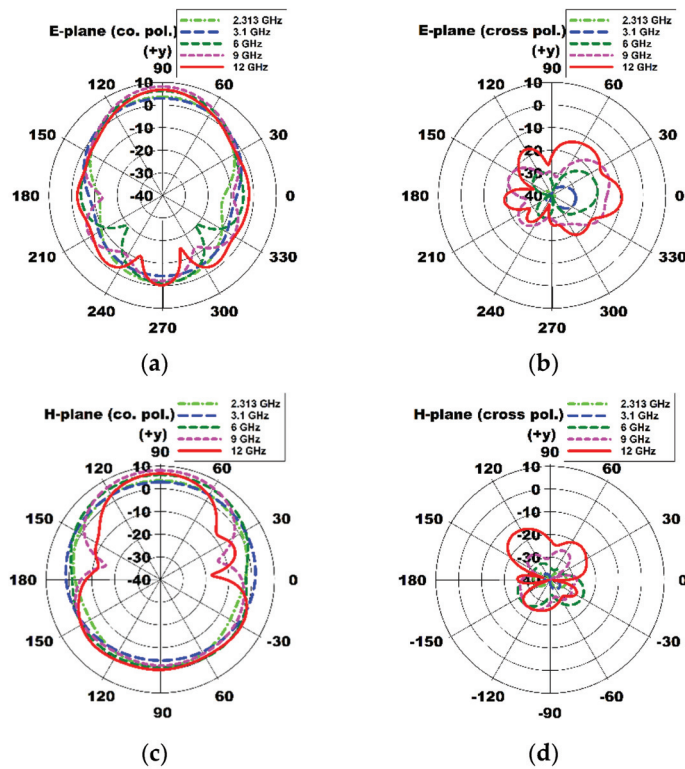 E-plane (co. pol.)
(+y)
2.313 GHz
3.1 GHz
6 GHz
9 GHz
12 GHz
90
120 60
10
0
150 30
-10
-20
-30
180 -40 0
210 330
240 300
270
(a)
E-plane (cross pol.)
(+y)
2.313 GHz
3.1 GHz
6 GHz
9 GHz
12 GHz
90
120 60
10
0
150 30
-10
-20
-30
180 -40 0
210 330
240 300
270
(b)
H-plane (co. pol.)
(+y)
2.313 GHz
3.1 GHz
6 GHz
9 GHz
12 GHz
90
120 60
10
0
150 30
-10
-20
-30
180 -40 0
-150 -30
120 60
90
(c)
H-plane (cross pol.)
(+y)
2.313 GHz
3.1 GHz
6 GHz
9 GHz
12 GHz
90
120 60
10
0
150 30
-10
-20
-30
180 -40 0
-150 -30
-120 -60
-90
(d)